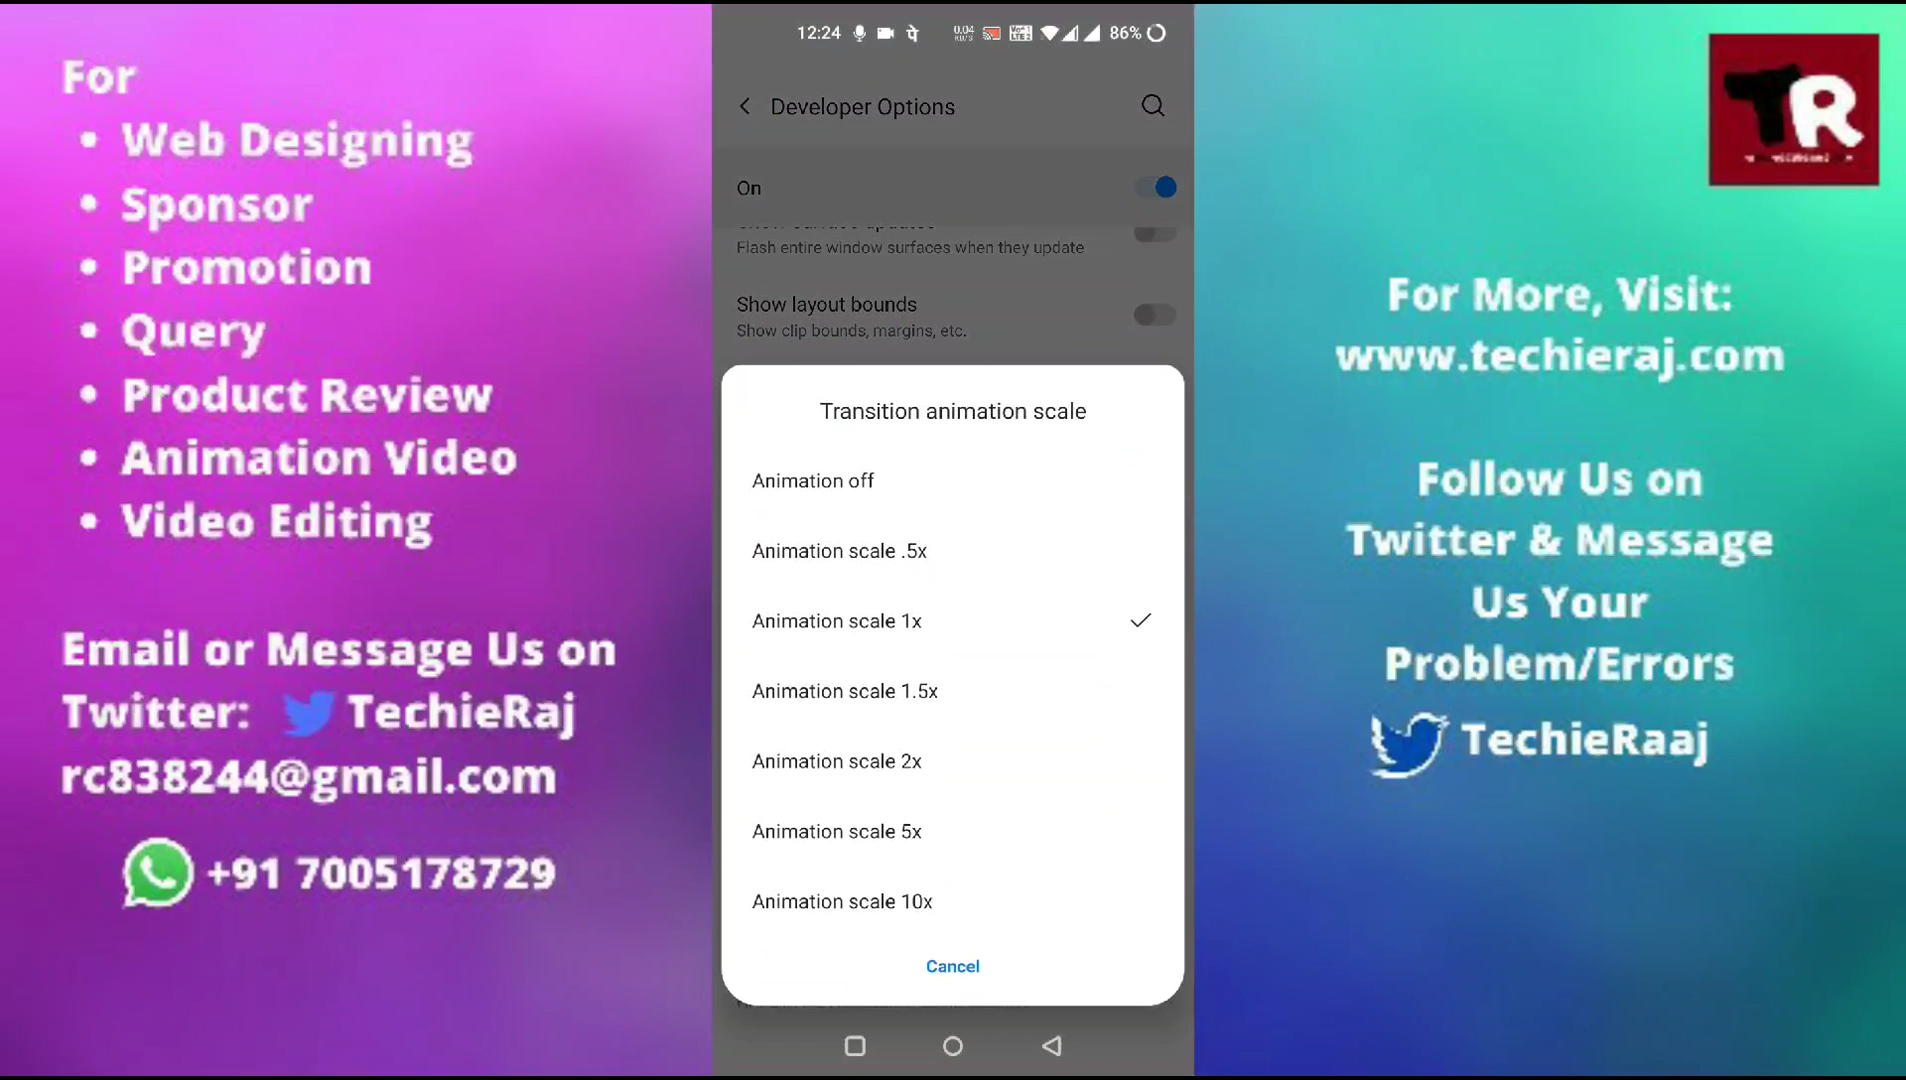 For
• Web Designing
• Sponsor
• Promotion
• Query
• Product Review
• Animation Video
• Video Editing
Email or Message Us on
Twitter: TechieRaj
rc838244@gmail.com
+91 7005178729
12:24 0.04 KB/S 86%
Developer Options
On
Flash entire window surfaces when they update
Show layout bounds
Show clip bounds, margins, etc.
Transition animation scale
Animation off
Animation scale .5x
Animation scale 1x
Animation scale 1.5x
Animation scale 2x
Animation scale 5x
Animation scale 10x
Cancel
TR
For More, Visit:
www.techieraj.com
Follow Us on
Twitter & Message
Us Your
Problem/Errors
TechieRaaj